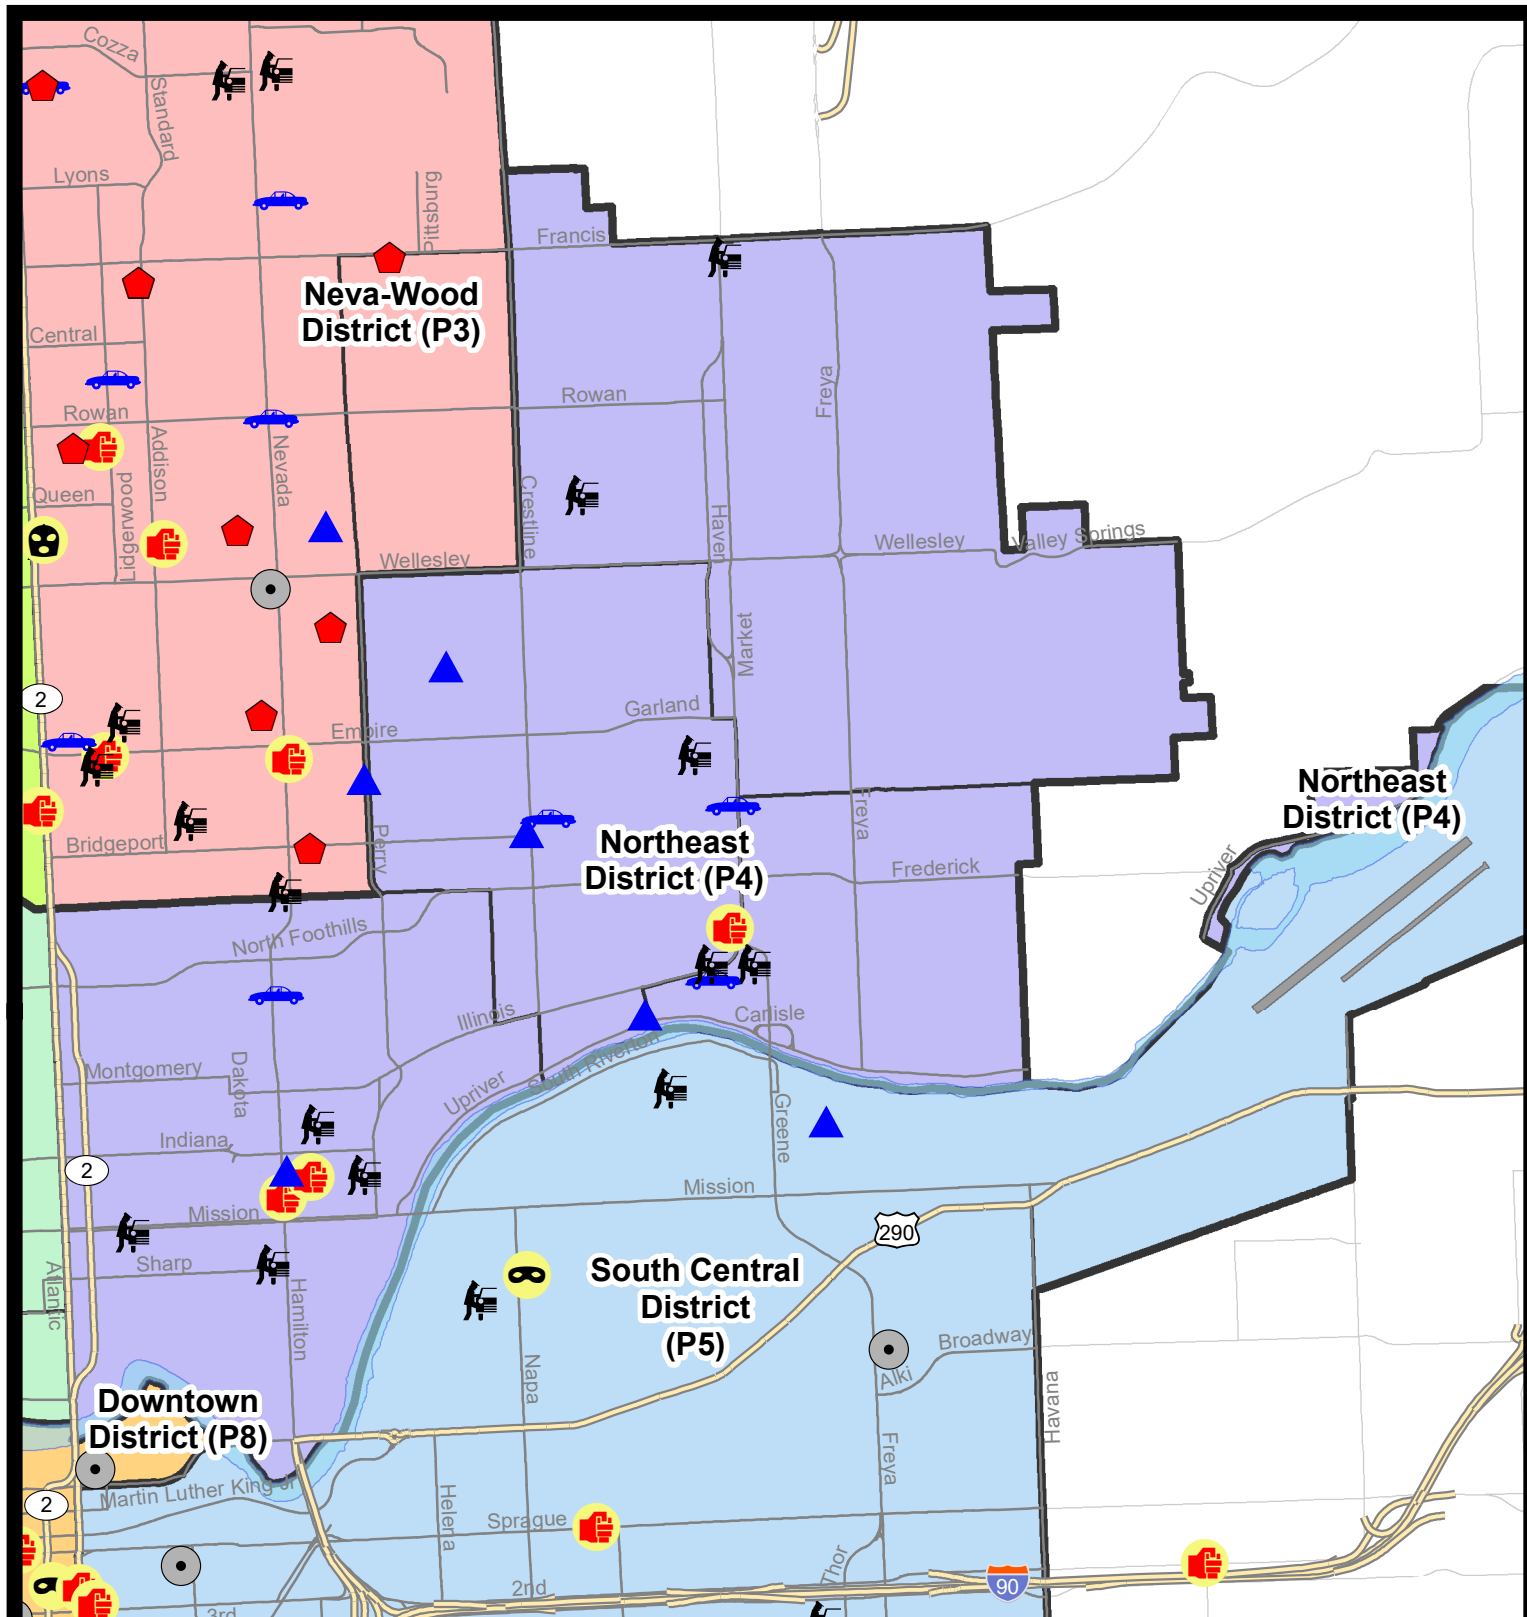 Cozza
Standard
Lyons
Pittsburg
Francis
Neva-Wood
District (P3)
Central
Freya
Rowan
Rowan
Addison
Nevada
Lidgerwood
Queen
Crestline
Haven
Wellesley
Valley Springs
Wellesley
Market
2
Garland
Empire
Northeast
District (P4)
Freya
Perry
Bridgeport
Northeast
District (P4)
Frederick
Upriver
North Foothills
Illinois
Carlisle
South Riverton
Montgomery
Dakota
Upriver
Greene
Indiana
2
Mission
Mission
290
Sharp
South Central
District
(P5)
Atlantic
Hamilton
Broadway
Napa
Alki
Havana
Downtown
District (P8)
Freya
Martin Luther King Jr
2
Helena
Sprague
Thor
2nd
90
3rd